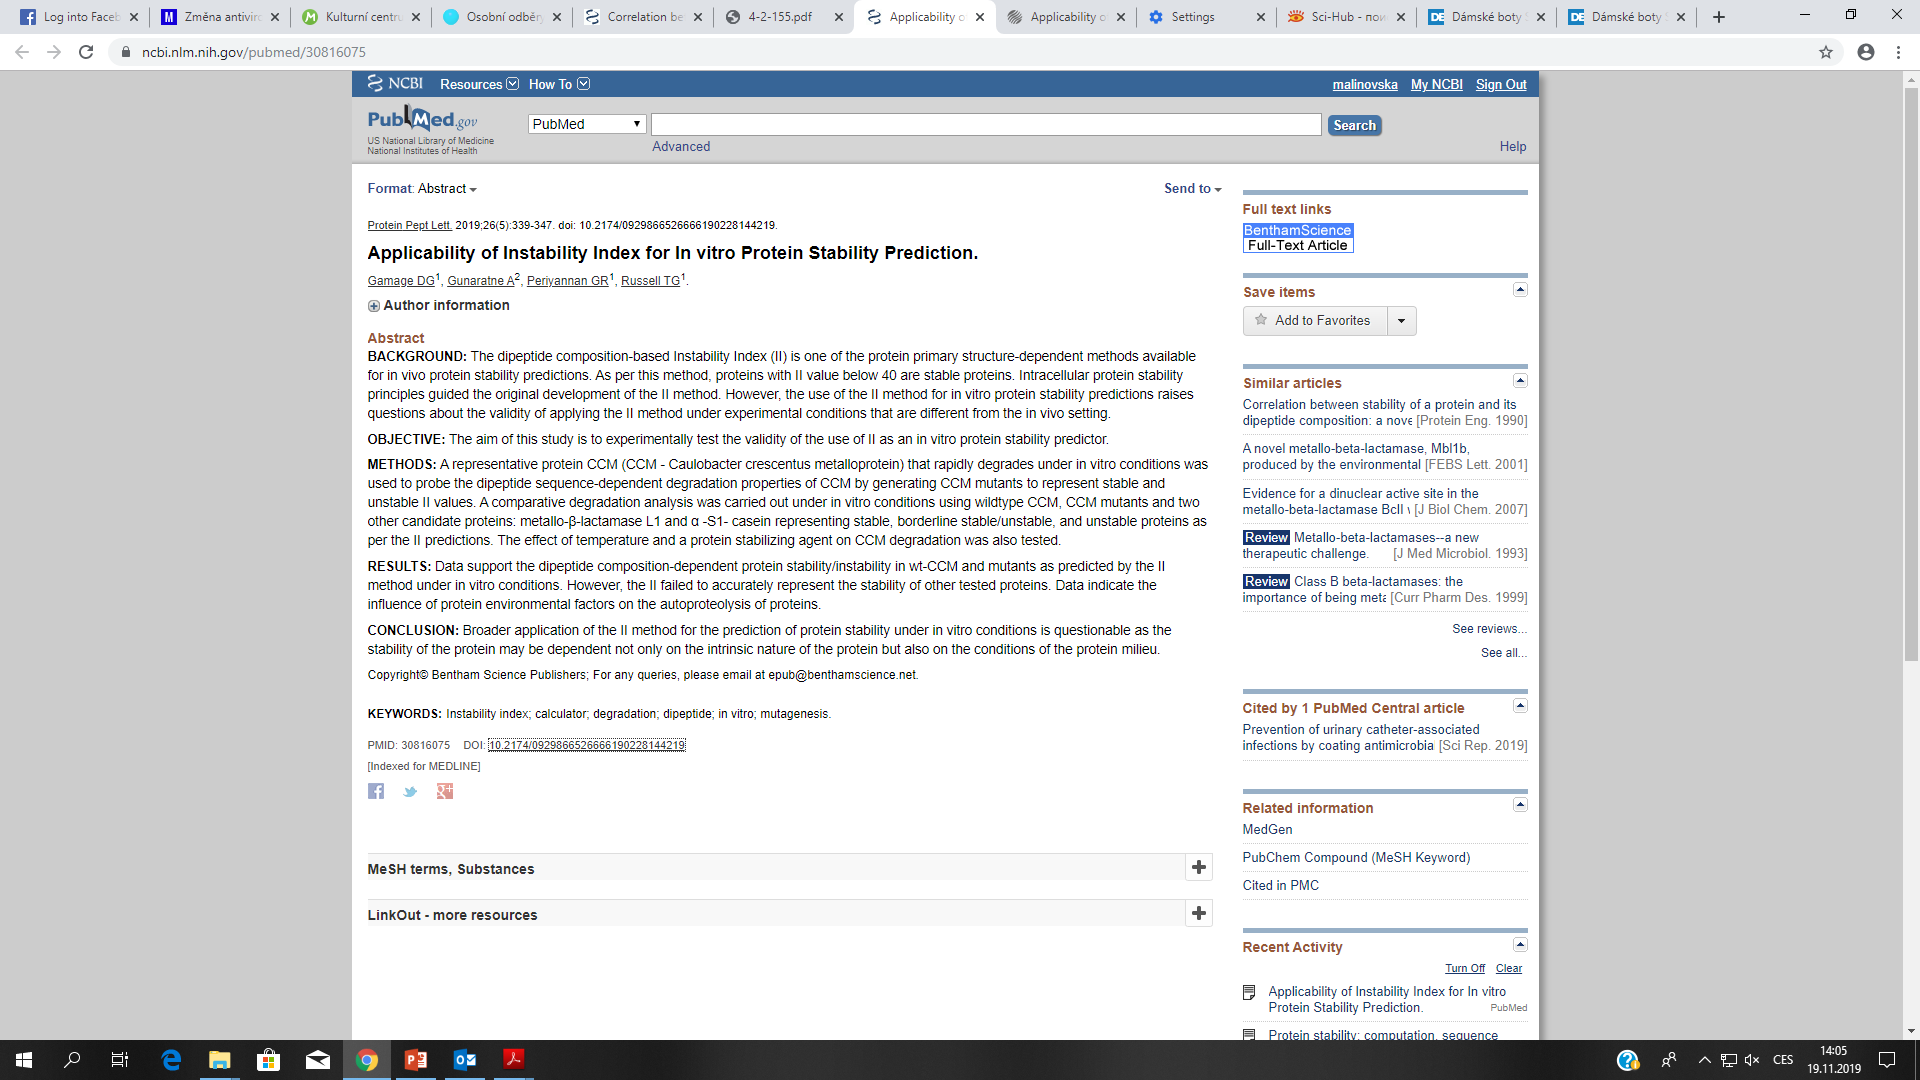 Log into Faceb
Změna antiviro
Kulturní centru
Osobní odběry
Correlation be
4-2-155.pdf
Applicability o
Applicability o
Settings
Sci-Hub - пои
Dámské boty
Dámské boty
ncbi.nlm.nih.gov/pubmed/30816075
NCBI Resources How To
malinovska My NCBI Sign Out
PubMed.gov
US National Library of Medicine
National Institutes of Health
PubMed
Search
Advanced
Help
Format: Abstract
Send to
Protein Pept Lett. 2019;26(5):339-347. doi: 10.2174/0929866526666190228144219.
Applicability of Instability Index for In vitro Protein Stability Prediction.
Gamage DG1, Gunaratne A2, Periyannan GR1, Russell TG1.
Author information
Abstract
BACKGROUND: The dipeptide composition-based Instability Index (II) is one of the protein primary structure-dependent methods available
for in vivo protein stability predictions. As per this method, proteins with II value below 40 are stable proteins. Intracellular protein stability
principles guided the original development of the II method. However, the use of the II method for in vitro protein stability predictions raises
questions about the validity of applying the II method under experimental conditions that are different from the in vivo setting.
OBJECTIVE: The aim of this study is to experimentally test the validity of the use of II as an in vitro protein stability predictor.
METHODS: A representative protein CCM (CCM - Caulobacter crescentus metalloprotein) that rapidly degrades under in vitro conditions was
used to probe the dipeptide sequence-dependent degradation properties of CCM by generating CCM mutants to represent stable and
unstable II values. A comparative degradation analysis was carried out under in vitro conditions using wildtype CCM, CCM mutants and two
other candidate proteins: metallo-β-lactamase L1 and α -S1- casein representing stable, borderline stable/unstable, and unstable proteins as
per the II predictions. The effect of temperature and a protein stabilizing agent on CCM degradation was also tested.
RESULTS: Data support the dipeptide composition-dependent protein stability/instability in wt-CCM and mutants as predicted by the II
method under in vitro conditions. However, the II failed to accurately represent the stability of other tested proteins. Data indicate the
influence of protein environmental factors on the autoproteolysis of proteins.
CONCLUSION: Broader application of the II method for the prediction of protein stability under in vitro conditions is questionable as the
stability of the protein may be dependent not only on the intrinsic nature of the protein but also on the conditions of the protein milieu.
Copyright© Bentham Science Publishers; For any queries, please email at epub@benthamscience.net.
KEYWORDS: Instability index; calculator; degradation; dipeptide; in vitro; mutagenesis.
PMID: 30816075 DOI: 10.2174/0929866526666190228144219
[Indexed for MEDLINE]
MeSH terms, Substances
LinkOut - more resources
Full text links
BenthamScience
Full-Text Article
Save items
Add to Favorites
Similar articles
Correlation between stability of a protein and its
dipeptide composition: a nove [Protein Eng. 1990]
A novel metallo-beta-lactamase, Mbl1b,
produced by the environmental [FEBS Lett. 2001]
Evidence for a dinuclear active site in the
metallo-beta-lactamase BcII [J Biol Chem. 2007]
Review Metallo-beta-lactamases--a new
therapeutic challenge. [J Med Microbiol. 1993]
Review Class B beta-lactamases: the
importance of being meta [Curr Pharm Des. 1999]
See reviews...
See all...
Cited by 1 PubMed Central article
Prevention of urinary catheter-associated
infections by coating antimicrobia [Sci Rep. 2019]
Related information
MedGen
PubChem Compound (MeSH Keyword)
Cited in PMC
Recent Activity
Turn Off Clear
Applicability of Instability Index for In vitro
Protein Stability Prediction. PubMed
Protein stability: computation, sequence
CES
14:05
19.11.2019